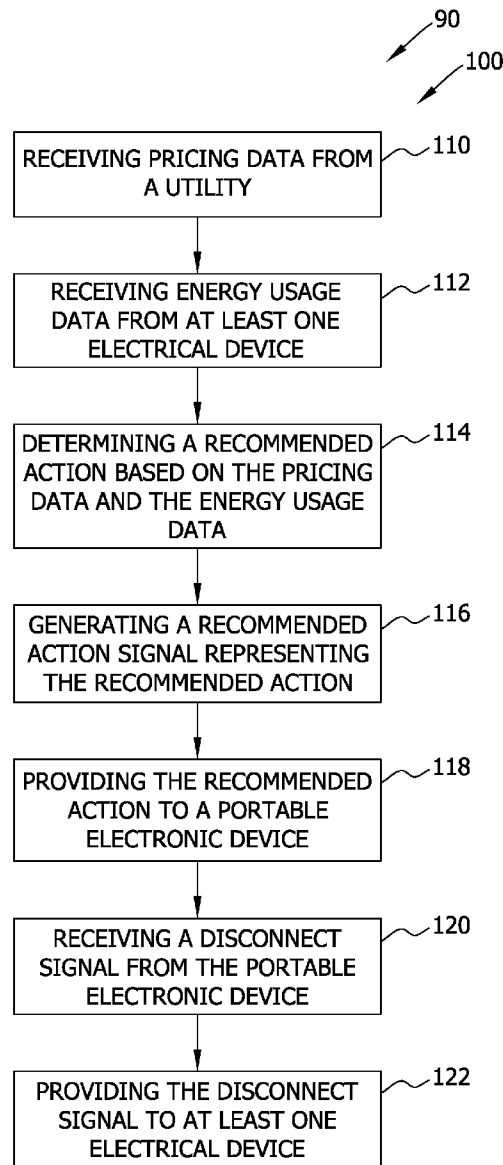 90
100
RECEIVING PRICING DATA FROM
A UTILITY
110
RECEIVING ENERGY USAGE
DATA FROM AT LEAST ONE
ELECTRICAL DEVICE
112
DETERMINING A RECOMMENDED
ACTION BASED ON THE PRICING
DATA AND THE ENERGY USAGE
DATA
114
GENERATING A RECOMMENDED
ACTION SIGNAL REPRESENTING
THE RECOMMENDED ACTION
116
PROVIDING THE RECOMMENDED
ACTION TO A PORTABLE
ELECTRONIC DEVICE
118
RECEIVING A DISCONNECT
SIGNAL FROM THE PORTABLE
ELECTRONIC DEVICE
120
PROVIDING THE DISCONNECT
SIGNAL TO AT LEAST ONE
ELECTRICAL DEVICE
122